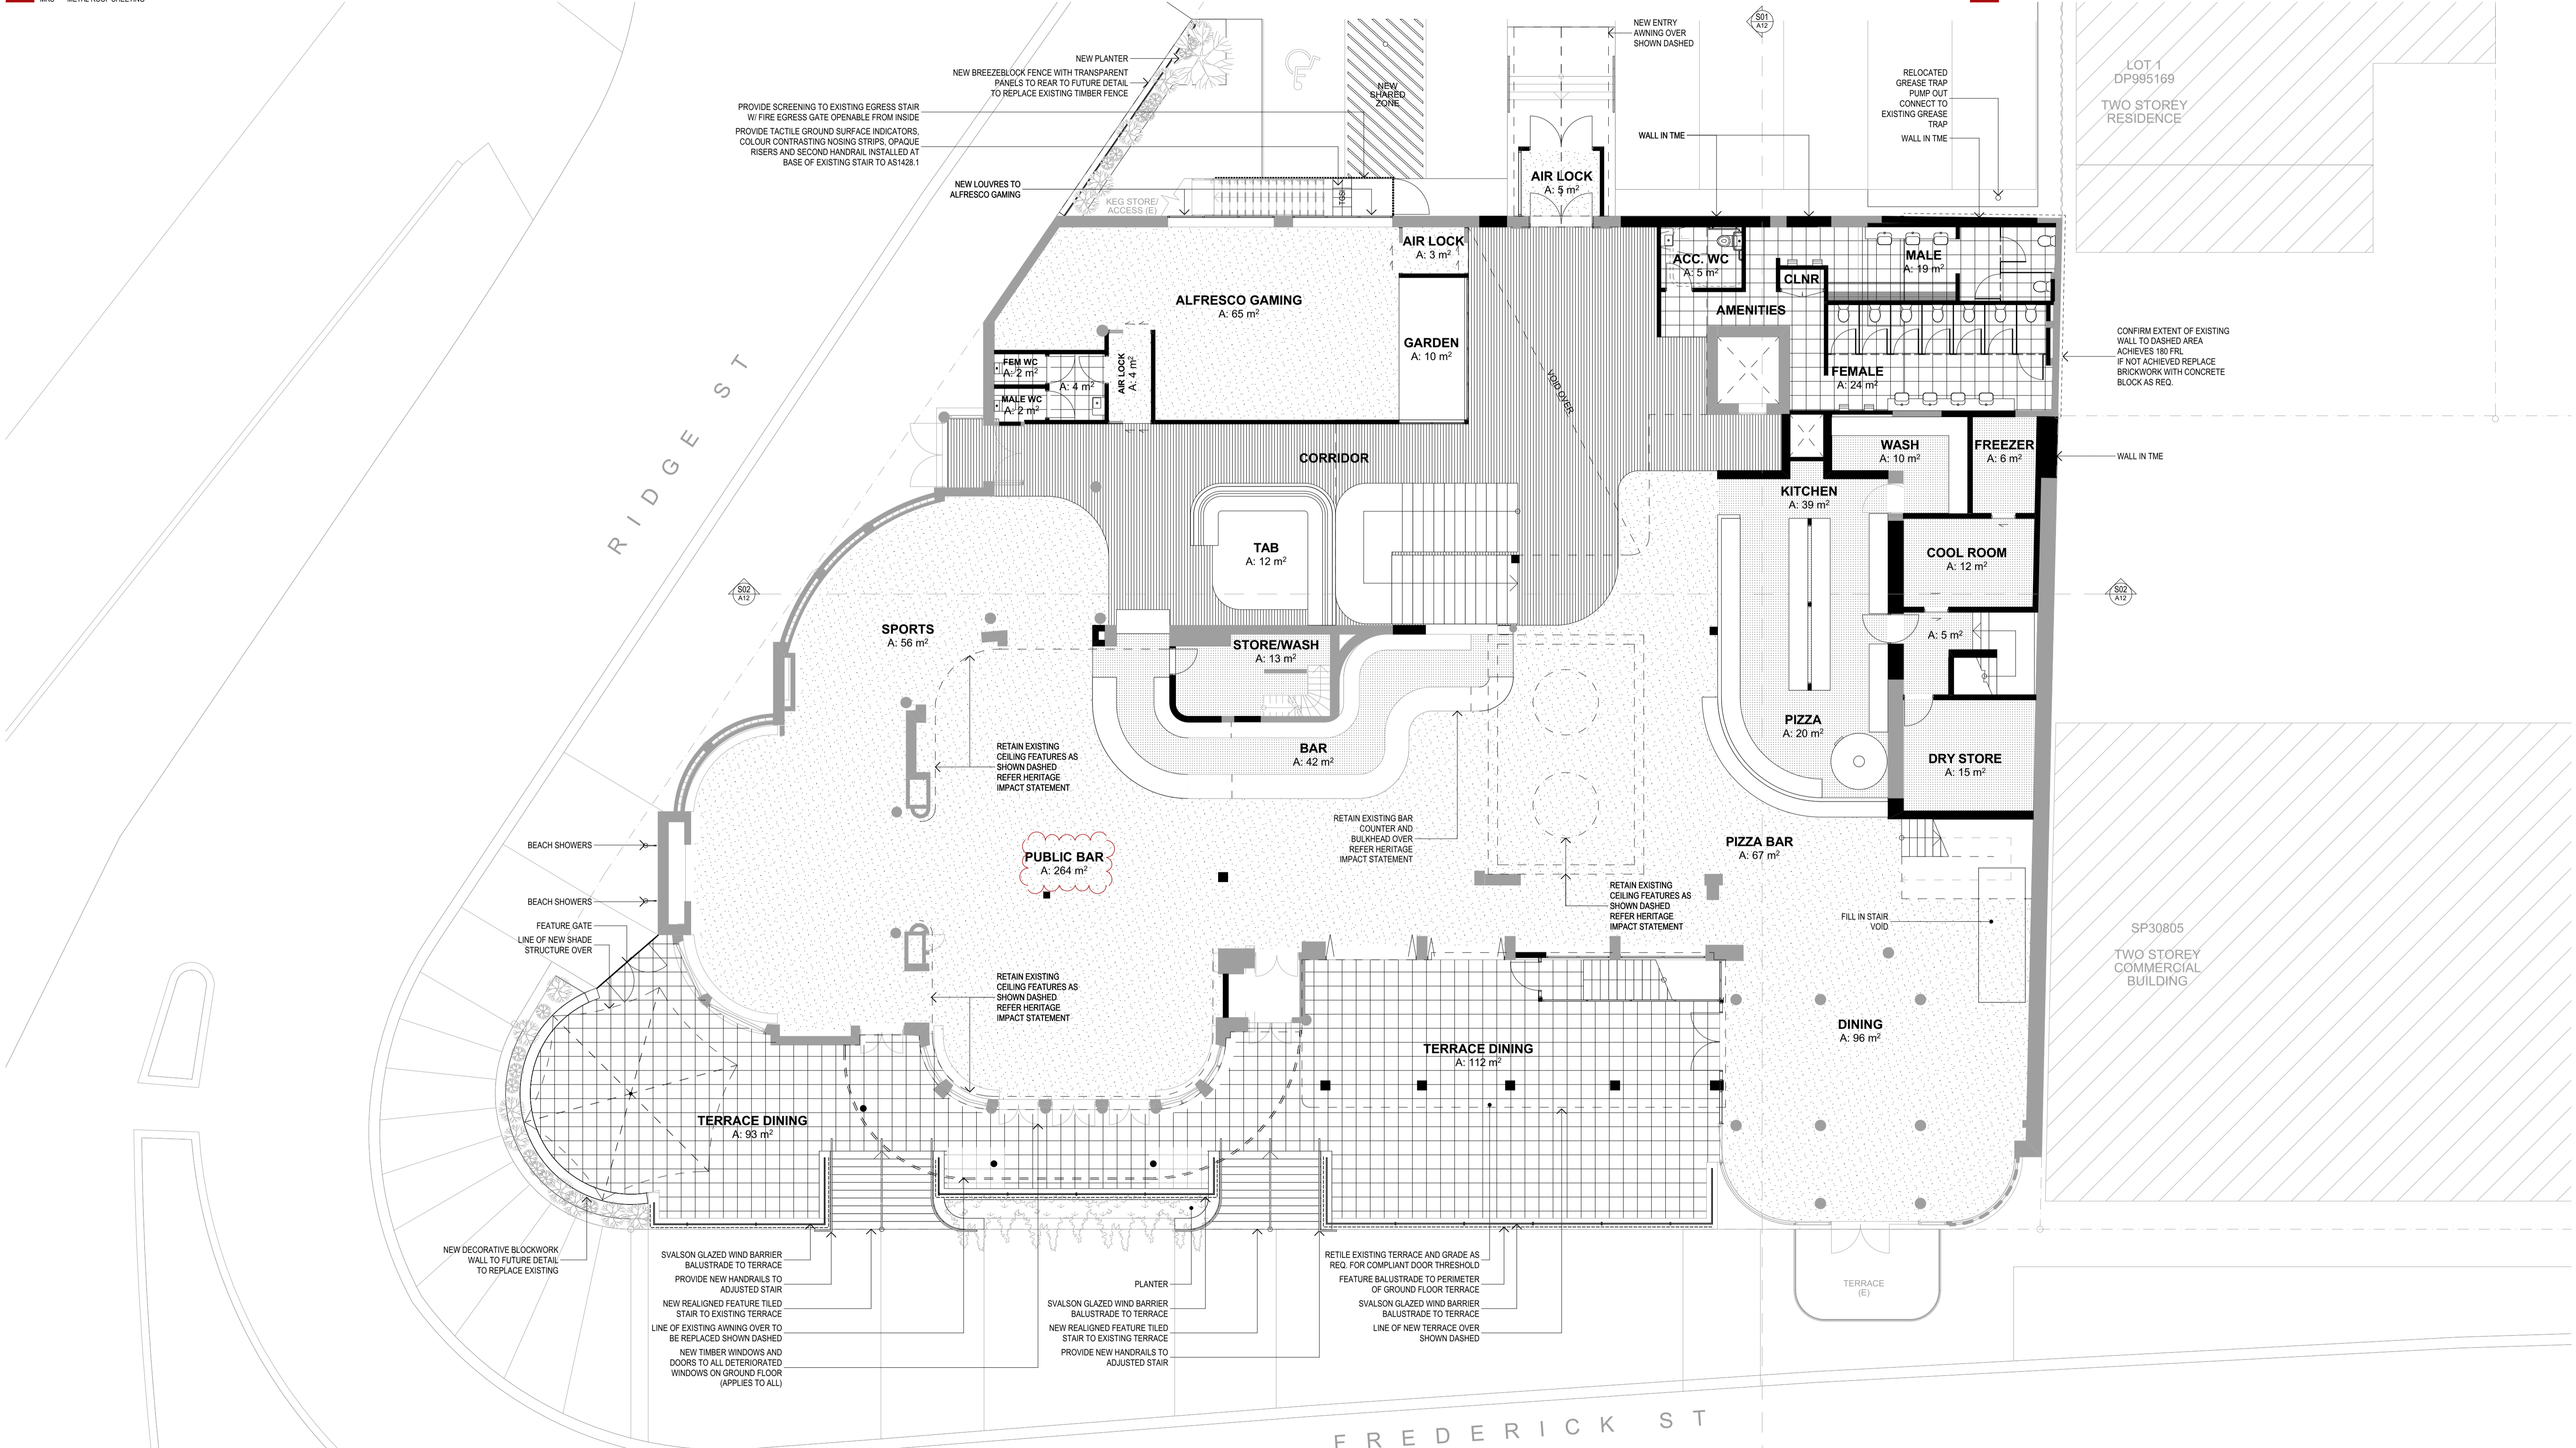 MRS METAL ROOF SHEETING
NEW ENTRY
AWNING OVER
SHOWN DASHED
S01
A12
NEW PLANTER
NEW BREEZEBLOCK FENCE WITH TRANSPARENT
PANELS TO REAR TO FUTURE DETAIL
TO REPLACE EXISTING TIMBER FENCE
PROVIDE SCREENING TO EXISTING EGRESS STAIR
W/ FIRE EGRESS GATE OPENABLE FROM INSIDE
PROVIDE TACTILE GROUND SURFACE INDICATORS,
COLOUR CONTRASTING NOSING STRIPS, OPAQUE
RISERS AND SECOND HANDRAIL INSTALLED AT
BASE OF EXISTING STAIR TO AS1428.1
NEW LOUVRES TO
ALFRESCO GAMING
KEG STORE/
ACCESS (E)
TGSI
NEW
SHARED
ZONE
WALL IN TME
RELOCATED
GREASE TRAP
PUMP OUT
CONNECT TO
EXISTING GREASE
TRAP
WALL IN TME
LOT 1
DP995169
TWO STOREY
RESIDENCE
AIR LOCK
A: 5 m²
AIR LOCK
A: 3 m²
ACC. WC
A: 5 m²
CLNR
MALE
A: 19 m²
AMENITIES
ALFRESCO GAMING
A: 65 m²
GARDEN
A: 10 m²
FEM WC
A: 2 m²
A: 4 m²
MALE WC
A: 2 m²
AIR LOCK
A: 4 m²
VOID OVER
FEMALE
A: 24 m²
CONFIRM EXTENT OF EXISTING
WALL TO DASHED AREA
ACHIEVES 180 FRL
IF NOT ACHIEVED REPLACE
BRICKWORK WITH CONCRETE
BLOCK AS REQ.
RIDGE ST
CORRIDOR
WASH
A: 10 m²
FREEZER
A: 6 m²
WALL IN TME
KITCHEN
A: 39 m²
TAB
A: 12 m²
COOL ROOM
A: 12 m²
S02
A12
S02
A12
SPORTS
A: 56 m²
STORE/WASH
A: 13 m²
A: 5 m²
PIZZA
A: 20 m²
BAR
A: 42 m²
DRY STORE
A: 15 m²
RETAIN EXISTING
CEILING FEATURES AS
SHOWN DASHED
REFER HERITAGE
IMPACT STATEMENT
RETAIN EXISTING BAR
COUNTER AND
BULKHEAD OVER
REFER HERITAGE
IMPACT STATEMENT
BEACH SHOWERS
PUBLIC BAR
A: 264 m²
PIZZA BAR
A: 67 m²
BEACH SHOWERS
FEATURE GATE
LINE OF NEW SHADE
STRUCTURE OVER
RETAIN EXISTING
CEILING FEATURES AS
SHOWN DASHED
REFER HERITAGE
IMPACT STATEMENT
FILL IN STAIR
VOID
SP30805
TWO STOREY
COMMERCIAL
BUILDING
RETAIN EXISTING
CEILING FEATURES AS
SHOWN DASHED
REFER HERITAGE
IMPACT STATEMENT
DINING
A: 96 m²
TERRACE DINING
A: 112 m²
TERRACE DINING
A: 93 m²
NEW DECORATIVE BLOCKWORK
WALL TO FUTURE DETAIL
TO REPLACE EXISTING
SVALSON GLAZED WIND BARRIER
BALUSTRADE TO TERRACE
PROVIDE NEW HANDRAILS TO
ADJUSTED STAIR
NEW REALIGNED FEATURE TILED
STAIR TO EXISTING TERRACE
LINE OF EXISTING AWNING OVER TO
BE REPLACED SHOWN DASHED
NEW TIMBER WINDOWS AND
DOORS TO ALL DETERIORATED
WINDOWS ON GROUND FLOOR
(APPLIES TO ALL)
PLANTER
SVALSON GLAZED WIND BARRIER
BALUSTRADE TO TERRACE
NEW REALIGNED FEATURE TILED
STAIR TO EXISTING TERRACE
PROVIDE NEW HANDRAILS TO
ADJUSTED STAIR
RETILE EXISTING TERRACE AND GRADE AS
REQ. FOR COMPLIANT DOOR THRESHOLD
FEATURE BALUSTRADE TO PERIMETER
OF GROUND FLOOR TERRACE
SVALSON GLAZED WIND BARRIER
BALUSTRADE TO TERRACE
LINE OF NEW TERRACE OVER
SHOWN DASHED
TERRACE
(E)
FREDERICK ST